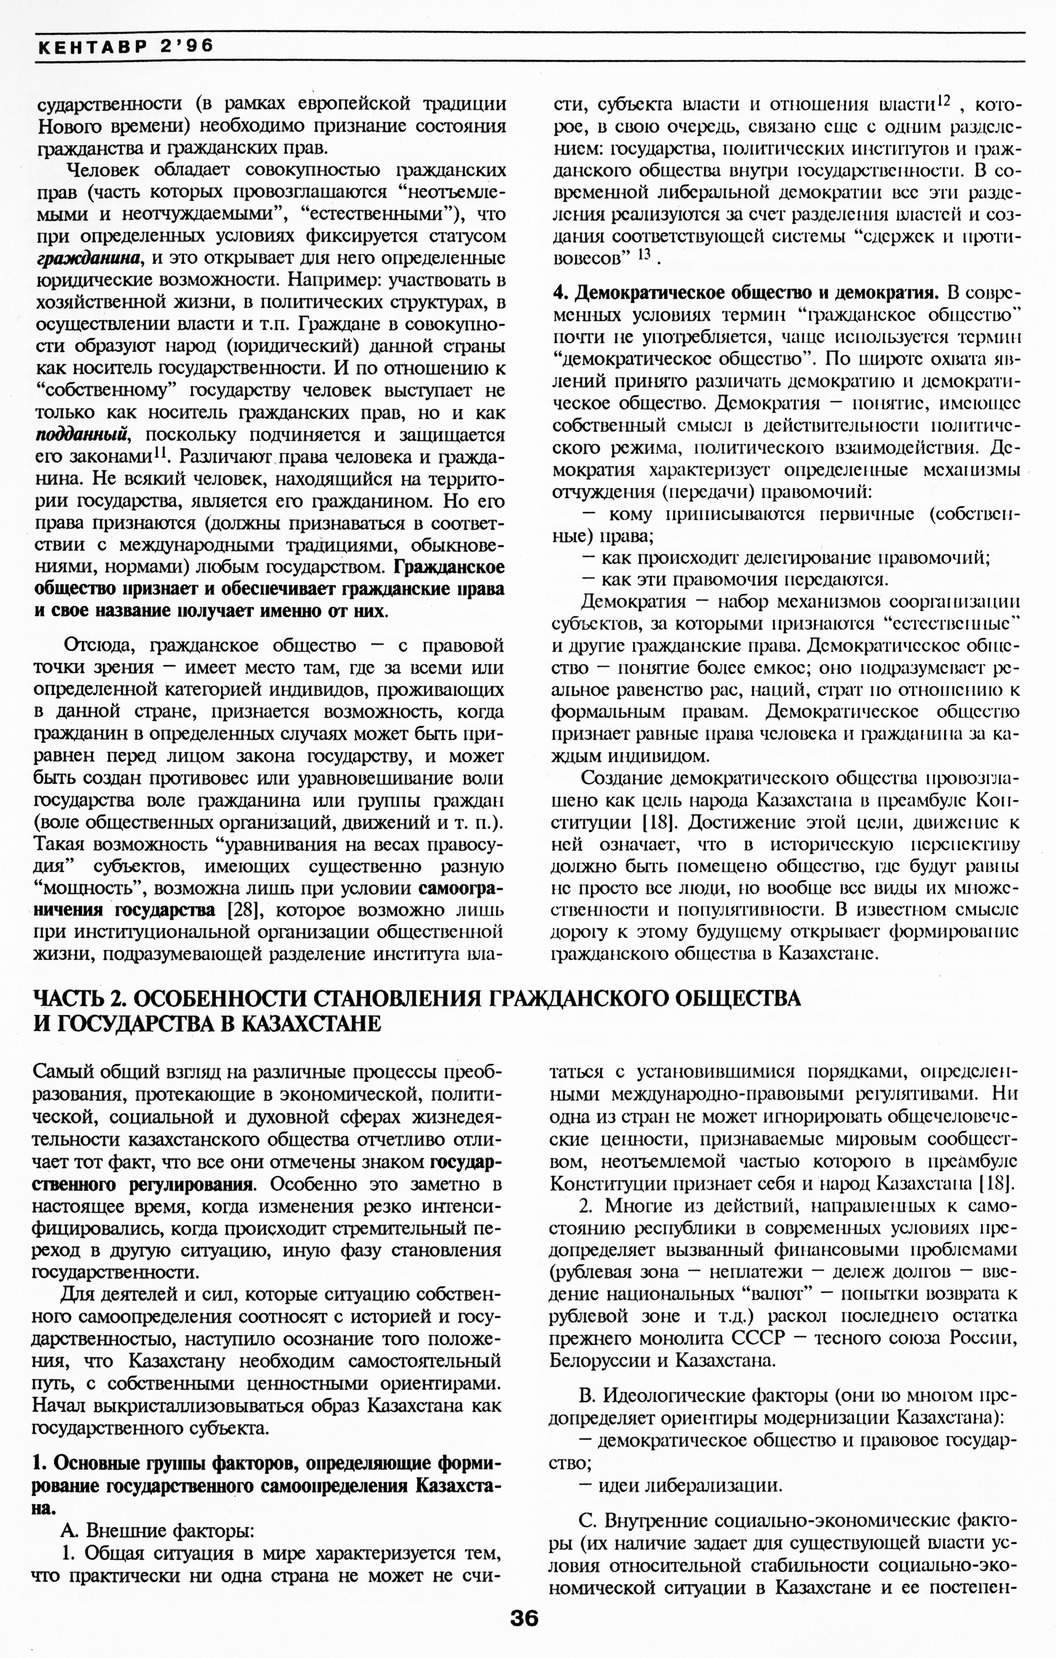 КЕНТАВР 2’96
сударственности (в рамках европейской традиции
Нового времени) необходимо признание состояния
гражданства и гражданских прав.
Человек обладает совокупностью гражданских
прав (часть которых провозглашаются “неотъемле-
мыми и неотчуждаемыми”, “естественными”), что
при определенных условиях фиксируется статусом
гражданина, и это открывает для него определенные
юридические возможности. Например: участвовать в
хозяйственной жизни, в политических структурах, в
осуществлении власти и т.п. Граждане в совокупно-
сти образуют народ (юридический) данной страны
как носитель государственности. И по отношению к
“собственному” государству человек выступает не
только как носитель гражданских прав, но и как
подданный, поскольку подчиняется и защищается
его законами¹¹. Различают права человека и гражда-
нина. Не всякий человек, находящийся на террито-
рии государства, является его гражданином. Но его
права признаются (должны признаваться в соответ-
ствии с международными традициями, обыкнове-
ниями, нормами) любым государством. Гражданское
общество признает и обеспечивает гражданские права
и свое название получает именно от них.
Отсюда, гражданское общество — с правовой
точки зрения — имеет место там, где за всеми или
определенной категорией индивидов, проживающих
в данной стране, признается возможность, когда
гражданин в определенных случаях может быть при-
равнен перед лицом закона государству, и может
быть создан противовес или уравновешивание воли
государства воле гражданина или группы граждан
(воле общественных организаций, движений и т. п.).
Такая возможность “уравнивания на весах правосу-
дия” субъектов, имеющих существенно разную
“мощность”, возможна лишь при условии самоогра-
ничения государства [28], которое возможно лишь
при институциональной организации общественной
жизни, подразумевающей разделение института вла-
сти, субъекта власти и отношения власти¹² , кото-
рое, в свою очередь, связано еще с одним разделе-
нием: государства, политических институтов и граж-
данского общества внутри государственности. В со-
временной либеральной демократии все эти разде-
ления реализуются за счет разделения властей и соз-
дания соответствующей системы “сдержек и проти-
вовесов” ¹³ .
4. Демократическое общество и демократия. В совре-
менных условиях термин “гражданское общество”
почти не употребляется, чаще используется термин
“демократическое общество”. По широте охвата яв-
лений принято различать демократию и демократи-
ческое общество. Демократия — понятие, имеющее
собственный смысл в действительности политиче-
ского режима, политического взаимодействия. Де-
мократия характеризует определенные механизмы
отчуждения (передачи) правомочий:
— кому приписываются первичные (собствен-
ные) права;
— как происходит делегирование правомочий;
— как эти правомочия передаются.
Демократия — набор механизмов соорганизации
субъектов, за которыми признаются “естественные”
и другие гражданские права. Демократическое обще-
ство — понятие более емкое; оно подразумевает ре-
альное равенство рас, наций, страт по отношению к
формальным правам. Демократическое общество
признает равные права человека и гражданина за ка-
ждым индивидом.
Создание демократического общества провозгла-
шено как цель народа Казахстана в преамбуле Кон-
ституции [18]. Достижение этой цели, движение к
ней означает, что в историческую перспективу
должно быть помещено общество, где будут равны
не просто все люди, но вообще все виды их множе-
ственности и популятивности. В известном смысле
дорогу к этому будущему открывает формирование
гражданского общества в Казахстане.
ЧАСТЬ 2. ОСОБЕННОСТИ СТАНОВЛЕНИЯ ГРАЖДАНСКОГО ОБЩЕСТВА
И ГОСУДАРСТВА В КАЗАХСТАНЕ
Самый общий взгляд на различные процессы преоб-
разования, протекающие в экономической, полити-
ческой, социальной и духовной сферах жизнедея-
тельности казахстанского общества отчетливо отли-
чает тот факт, что все они отмечены знаком государ-
ственного регулирования. Особенно это заметно в
настоящее время, когда изменения резко интенси-
фицировались, когда происходит стремительный пе-
реход в другую ситуацию, иную фазу становления
государственности.
Для деятелей и сил, которые ситуацию собствен-
ного самоопределения соотносят с историей и госу-
дарственностью, наступило осознание того положе-
ния, что Казахстану необходим самостоятельный
путь, с собственными ценностными ориентирами.
Начал выкристаллизовываться образ Казахстана как
государственного субъекта.
1. Основные группы факторов, определяющие форми-
рование государственного самоопределения Казахста-
на.
А. Внешние факторы:
1. Общая ситуация в мире характеризуется тем,
что практически ни одна страна не может не счи-
таться с установившимися порядками, определен-
ными международно-правовыми регулятивами. Ни
одна из стран не может игнорировать общечеловече-
ские ценности, признаваемые мировым сообщест-
вом, неотъемлемой частью которого в преамбуле
Конституции признает себя и народ Казахстана [18].
2. Многие из действий, направленных к само-
стоянию республики в современных условиях пре-
допределяет вызванный финансовыми проблемами
(рублевая зона — неплатежи — дележ долгов — вве-
дение национальных “валют” — попытки возврата к
рублевой зоне и т.д.) раскол последнего остатка
прежнего монолита СССР — тесного союза России,
Белоруссии и Казахстана.
В. Идеологические факторы (они во многом пре-
допределяет ориентиры модернизации Казахстана):
— демократическое общество и правовое государ-
ство;
— идеи либерализации.
С. Внутренние социально-экономические факто-
ры (их наличие задает для существующей власти ус-
ловия относительной стабильности социально-эко-
номической ситуации в Казахстане и ее постепен-
36